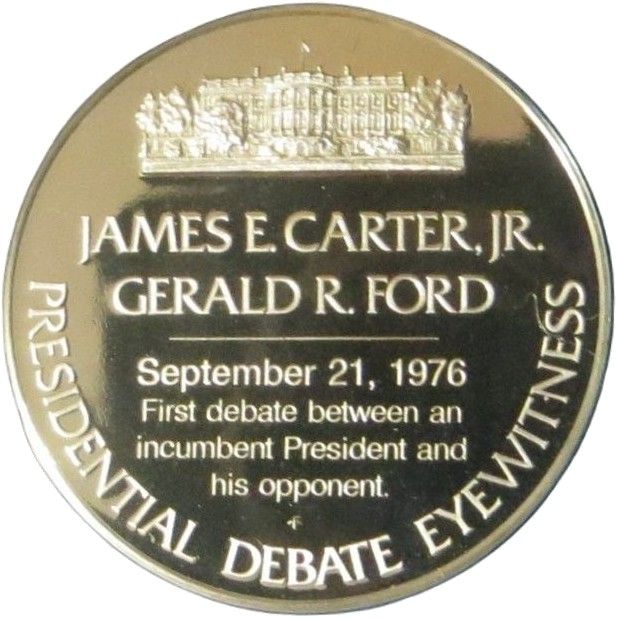 JAMES E. CARTER, JR.
GERALD R. FORD
September 21, 1976
First debate between an
incumbent President and
his opponent.
PRESIDENTIAL DEBATE EYEWITNESS